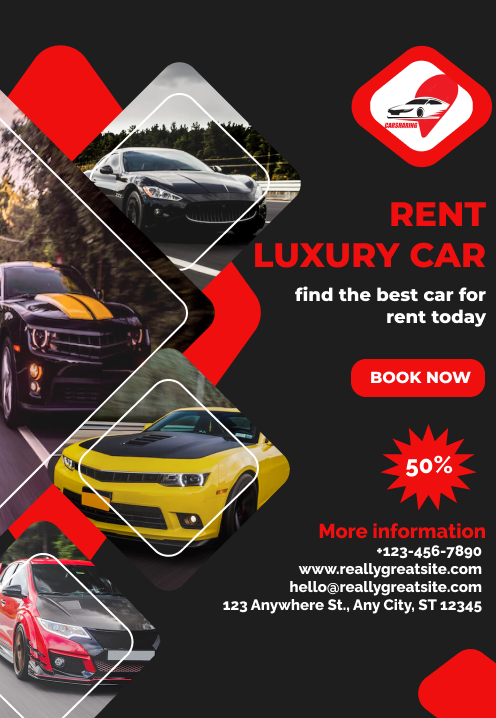 CARSHARING
RENT
LUXURY CAR
find the best car for
rent today
BOOK NOW
50%
More information
+123-456-7890
www.reallygreatsite.com
hello@reallygreatsite.com
123 Anywhere St., Any City, ST 12345